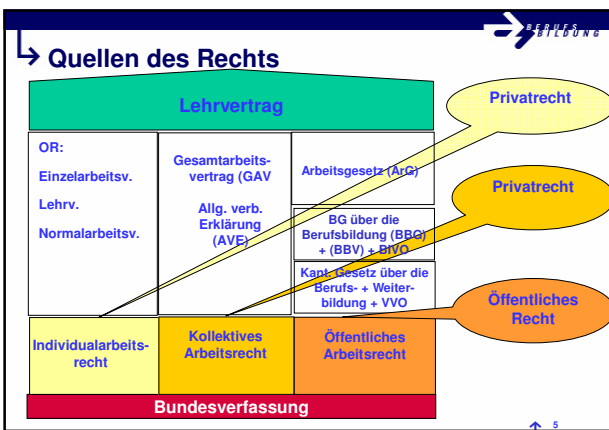 BERUFS
BILDUNG
Quellen des Rechts
Lehrvertrag
Privatrecht
OR:
Einzelarbeitsv.
Lehrv.
Normalarbeitsv.
Gesamtarbeits-
vertrag (GAV
Allg. verb.
Erklärung
(AVE)
Arbeitsgesetz (ArG)
BG über die
Berufsbildung (BBG)
+ (BBV) + BIVO
Kant. Gesetz über die
Berufs- + Weiter-
bildung + VVO
Privatrecht
Öffentliches
Recht
Individualarbeits-
recht
Kollektives
Arbeitsrecht
Öffentliches
Arbeitsrecht
Bundesverfassung
5